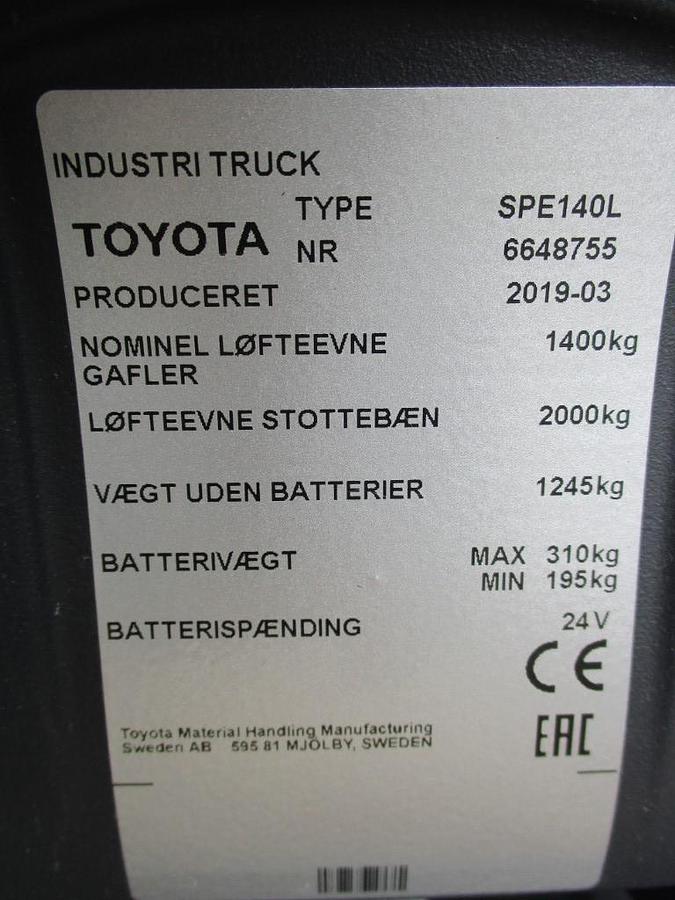 INDUSTRI TRUCK
TYPE SPE140L
TOYOTA NR 6648755
PRODUCERET 2019-03
NOMINEL LØFTEEVNE 1400kg
GAFLER
LØFTEEVNE STOTTEBÆN 2000kg
VÆGT UDEN BATTERIER 1245kg
BATTERIVÆGT MAX 310kg
MIN 195kg
BATTERISPÆNDING 24V
CE
Toyota Material Handling Manufacturing
Sweden AB 595 81 MJÖLBY, SWEDEN
EAC